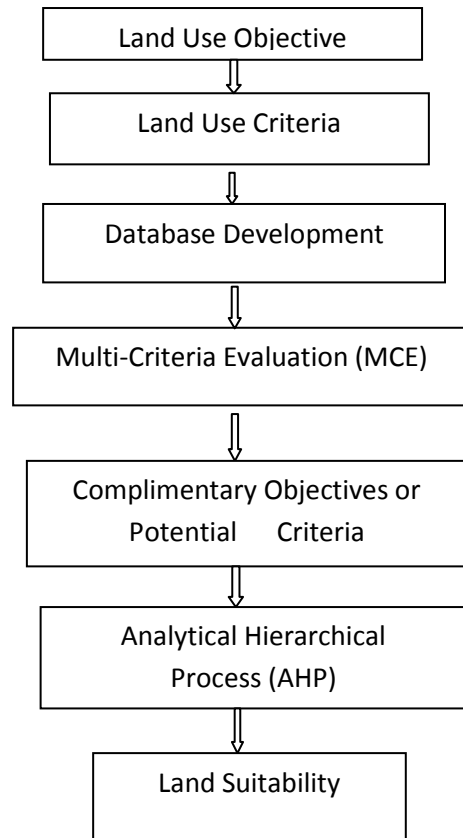 Land Use Objective
Land Use Criteria
Database Development
Multi-Criteria Evaluation (MCE)
Complimentary Objectives or
Potential Criteria
Analytical Hierarchical
Process (AHP)
Land Suitability